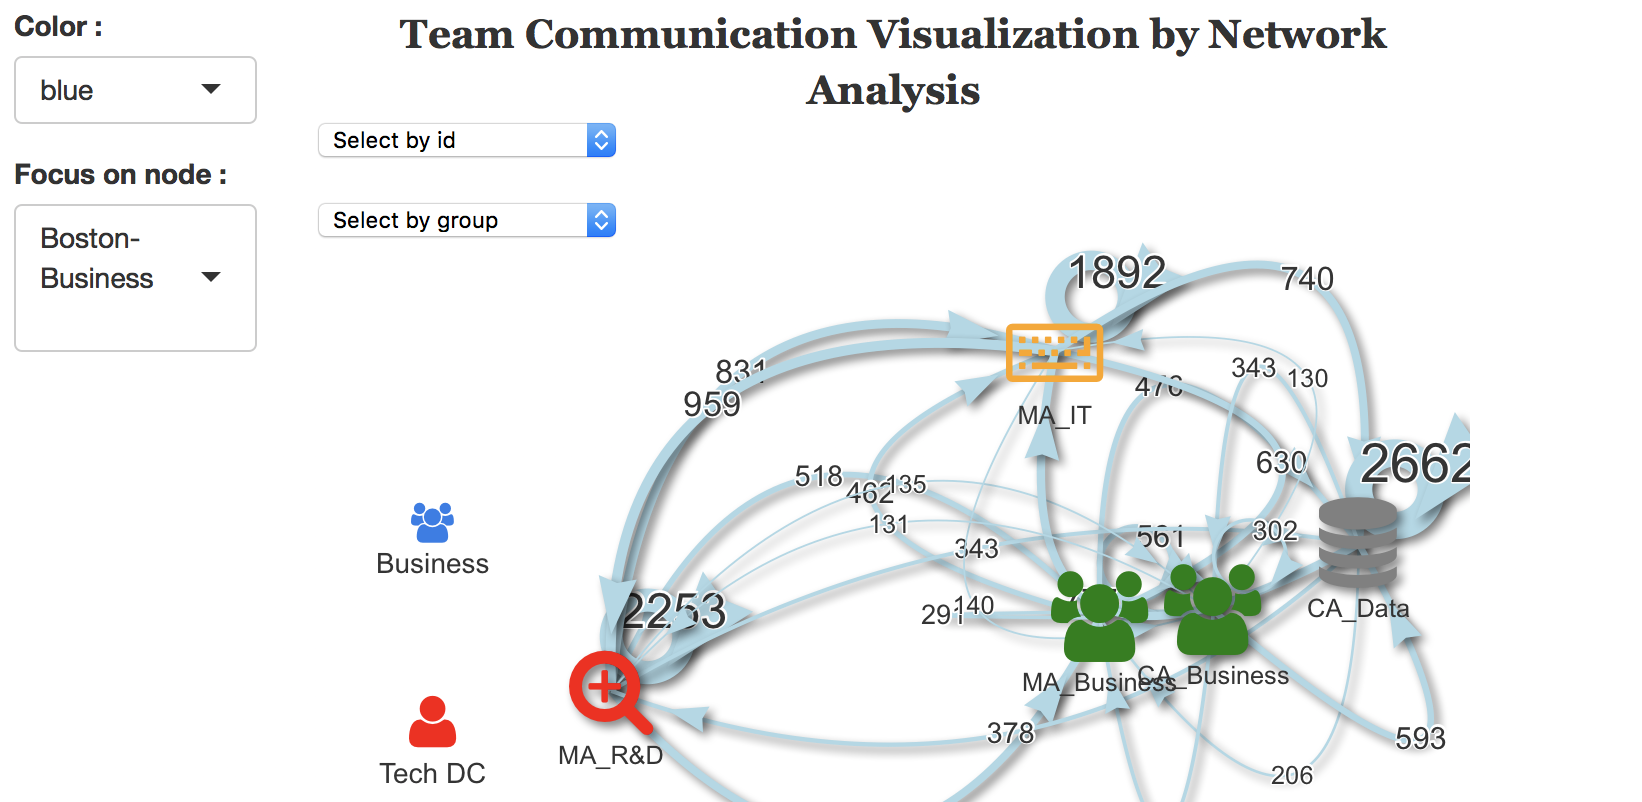 Color :
blue
Focus on node :
Boston-
Business
Team Communication Visualization by Network
Analysis
Select by id
Select by group
1892
740
831
959
MA_IT
476
343
130
630
2662
518
462
135
131
343
561
302
CA_Data
2253
291
140
Business
MA_Business
CA_Business
378
593
206
MA_R&D
Tech DC